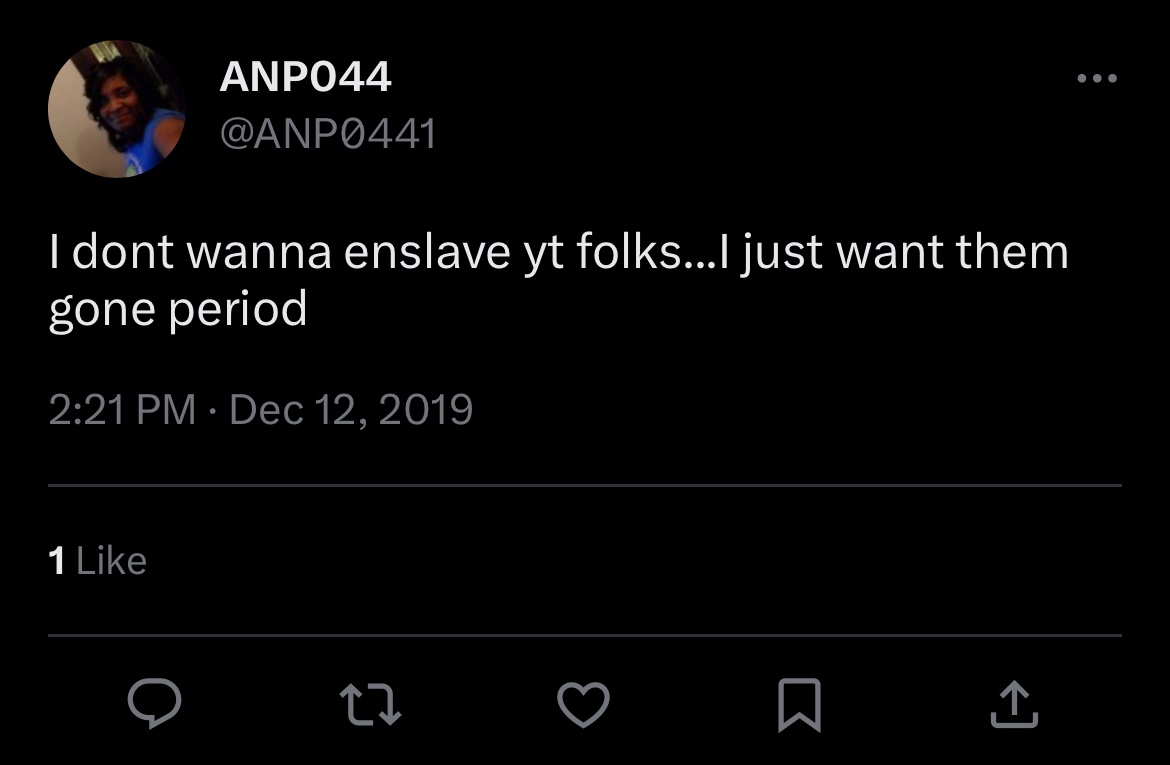 ANP044
@ANP0441
I dont wanna enslave yt folks...I just want them
gone period
2:21 PM · Dec 12, 2019
1 Like